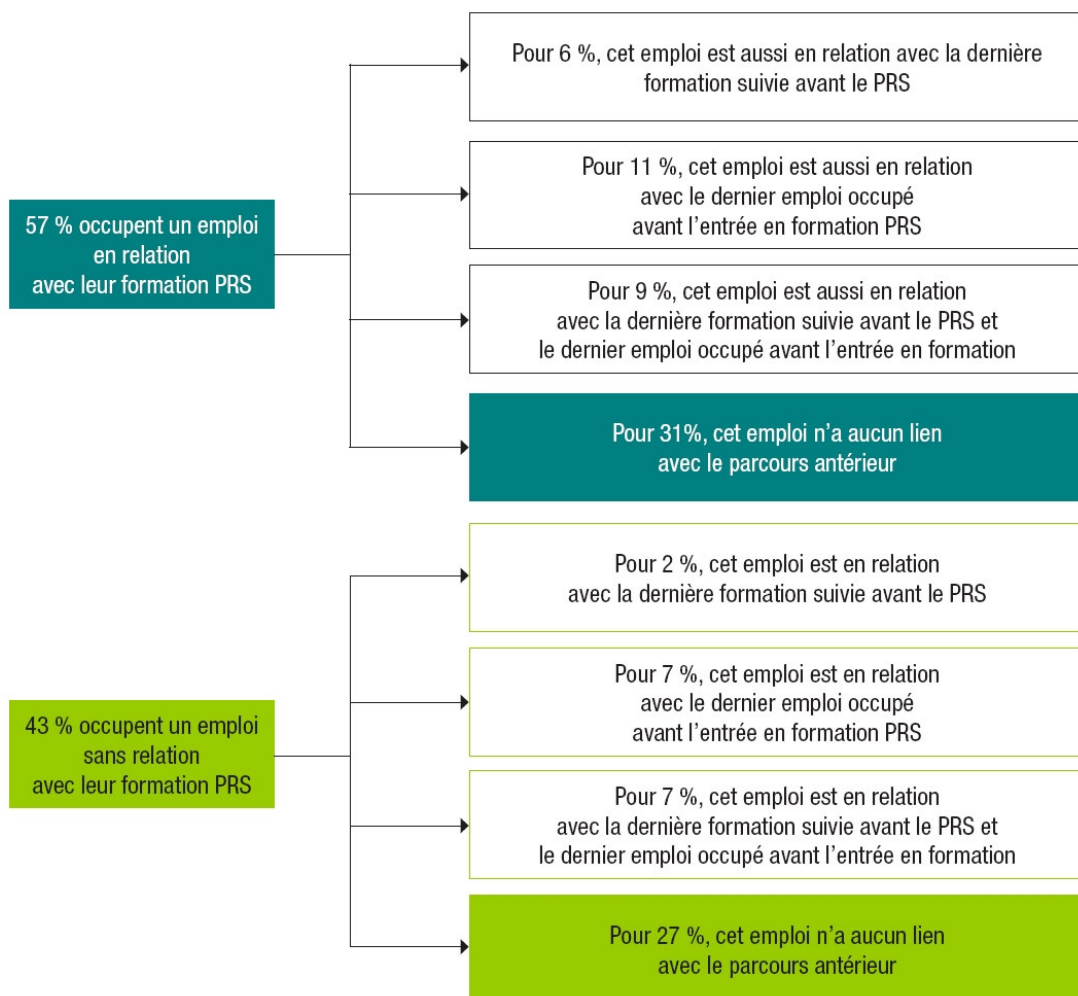 57 % occupent un emploi
en relation
avec leur formation PRS
Pour 6 %, cet emploi est aussi en relation avec la dernière
formation suivie avant le PRS
Pour 11 %, cet emploi est aussi en relation
avec le dernier emploi occupé
avant l’entrée en formation PRS
Pour 9 %, cet emploi est aussi en relation
avec la dernière formation suivie avant le PRS et
le dernier emploi occupé avant l’entrée en formation
Pour 31%, cet emploi n’a aucun lien
avec le parcours antérieur
43 % occupent un emploi
sans relation
avec leur formation PRS
Pour 2 %, cet emploi est en relation
avec la dernière formation suivie avant le PRS
Pour 7 %, cet emploi est en relation
avec le dernier emploi occupé
avant l’entrée en formation PRS
Pour 7 %, cet emploi est en relation
avec la dernière formation suivie avant le PRS et
le dernier emploi occupé avant l’entrée en formation
Pour 27 %, cet emploi n’a aucun lien
avec le parcours antérieur